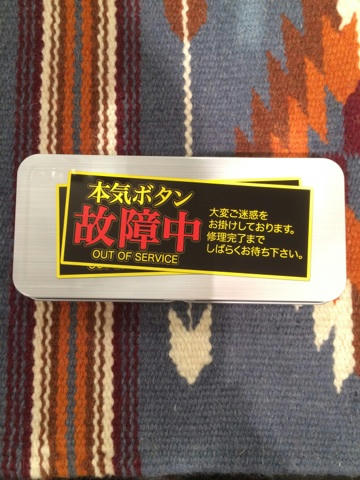 本気ボタン
故障中
OUT OF SERVICE
大変ご迷惑を
お掛けしております。
修理完了まで
しばらくお待ち下さい。